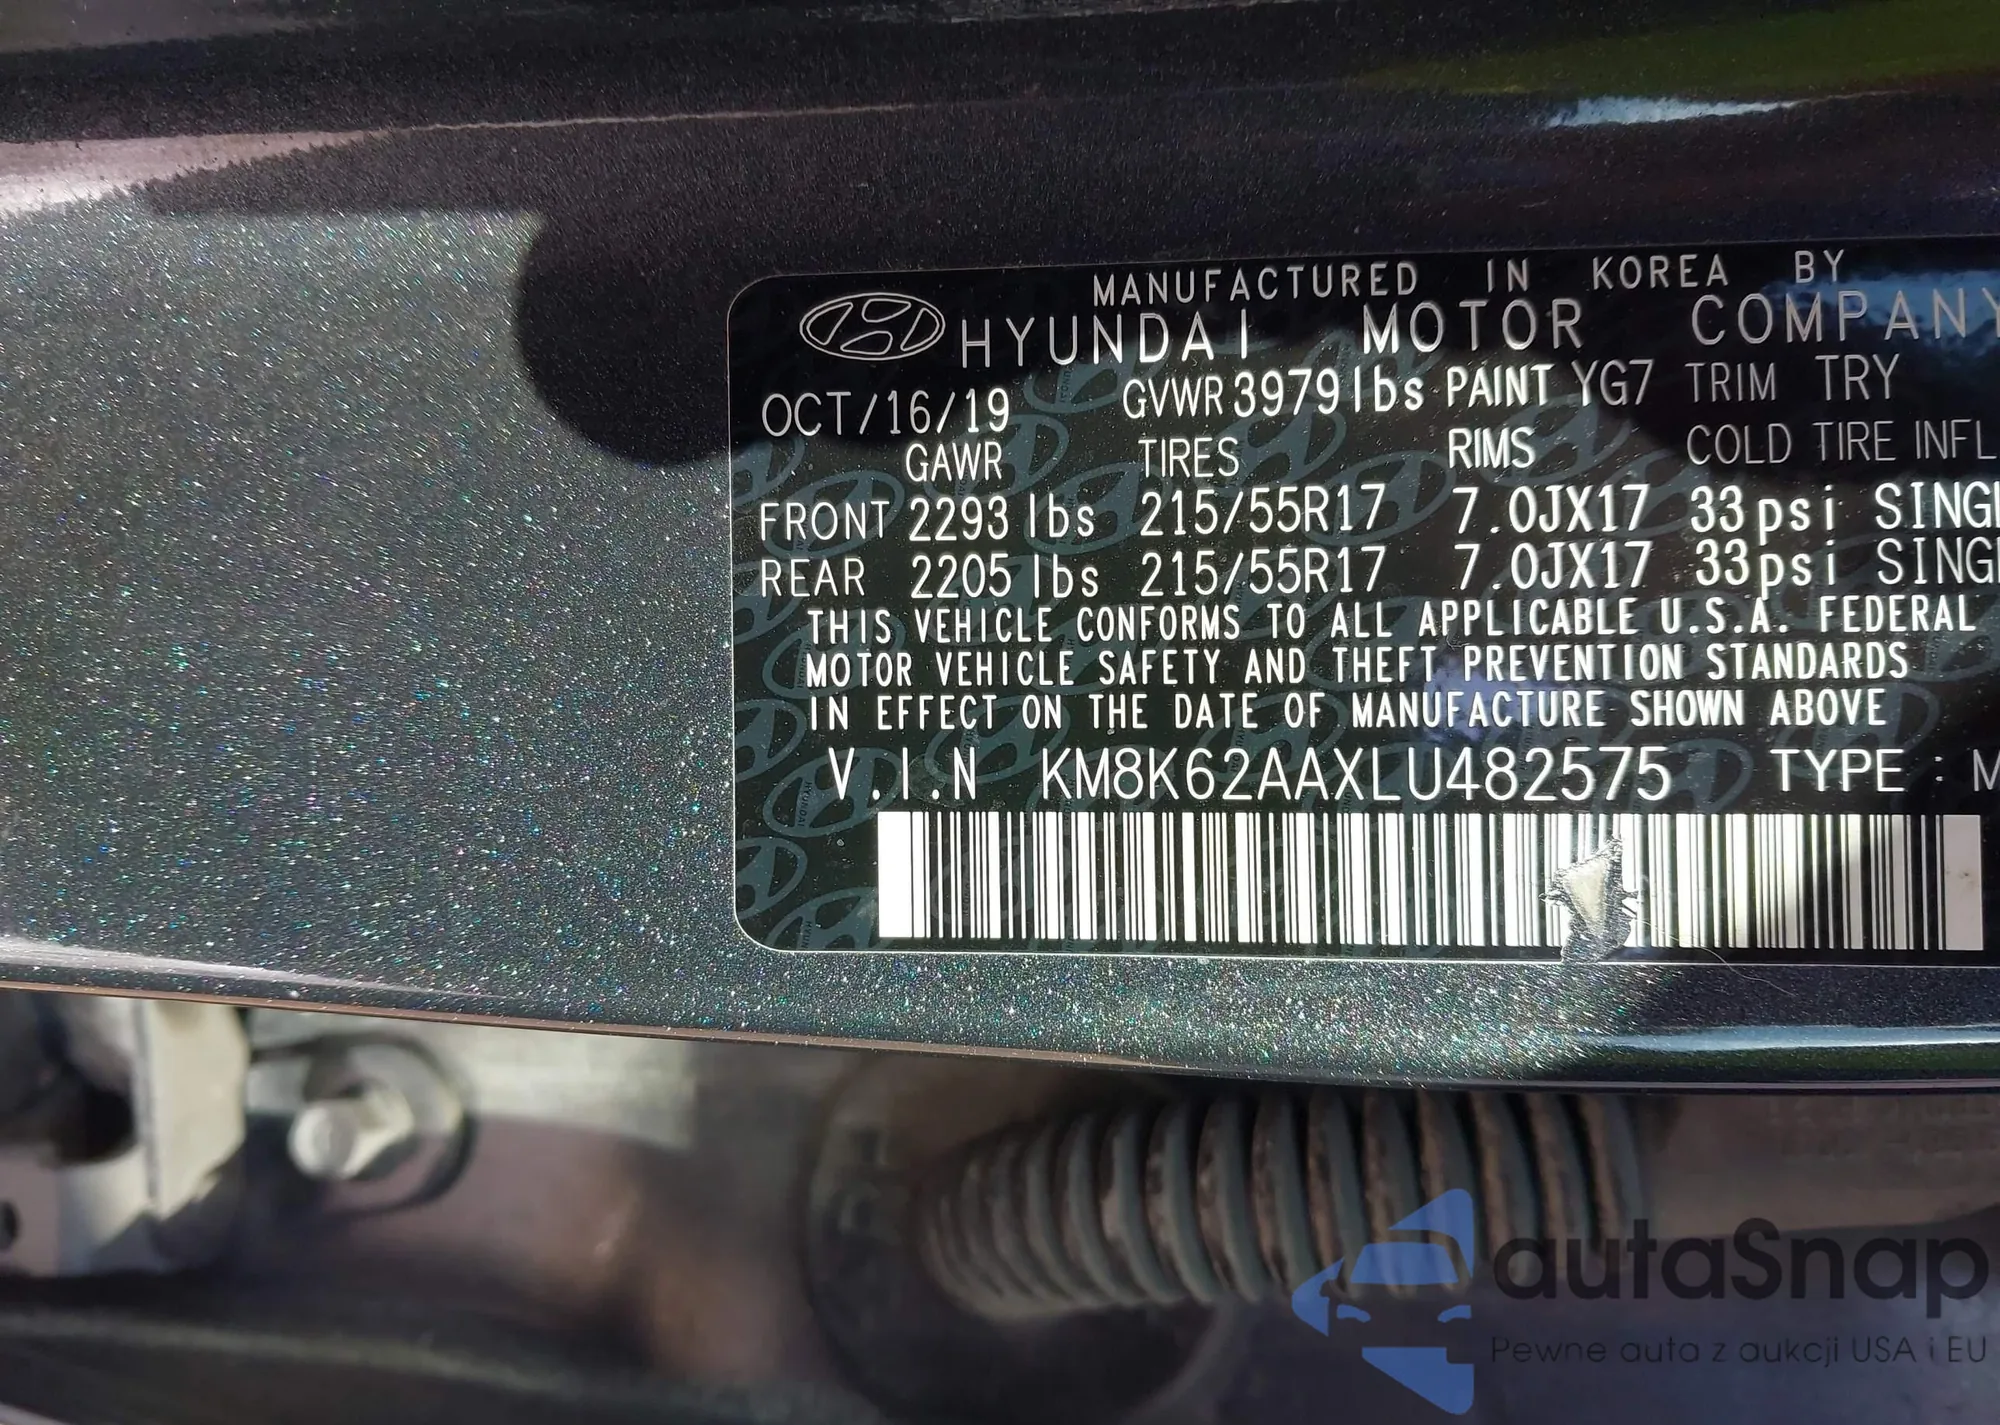 MANUFACTURED IN KOREA BY
HYUNDAI MOTOR COMPANY
OCT/16/19 GVWR 3979lbs PAINT YG7 TRIM TRY
GAWR TIRES RIMS COLD TIRE INFL
FRONT 2293 lbs 215/55R17 7.0JX17 33psi SINGL
REAR 2205 lbs 215/55R17 7.0JX17 33psi SINGL
THIS VEHICLE CONFORMS TO ALL APPLICABLE U.S.A. FEDERAL
MOTOR VEHICLE SAFETY AND THEFT PREVENTION STANDARDS
IN EFFECT ON THE DATE OF MANUFACTURE SHOWN ABOVE
V.I.N KM8K62AAXLU482575 TYPE : M
autaSnap
Pewne auta z aukcji USA i EU